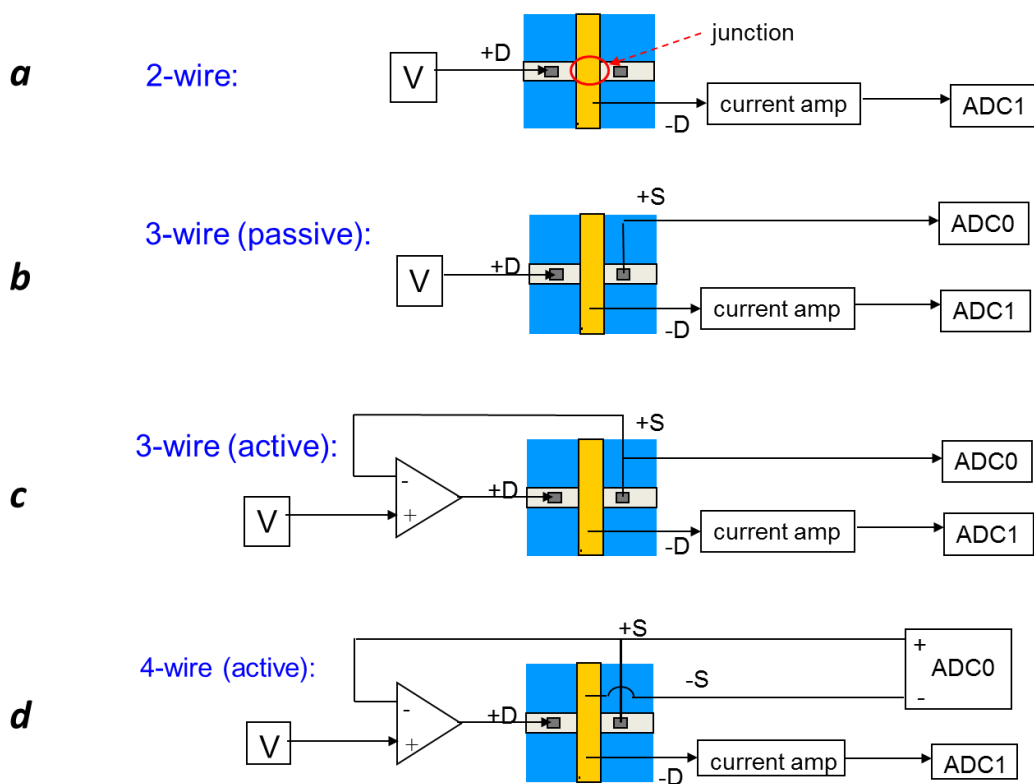 junction
+D
a
2-wire:
V
current amp
ADC1
-D
+S
3-wire (passive):
ADC0
+D
b
V
current amp
ADC1
-D
+S
3-wire (active):
ADC0
-
+D
c
V
+
current amp
ADC1
-D
+S
+
4-wire (active):
ADC0
-S
-
-
+D
d
V
+
-D
current amp
ADC1